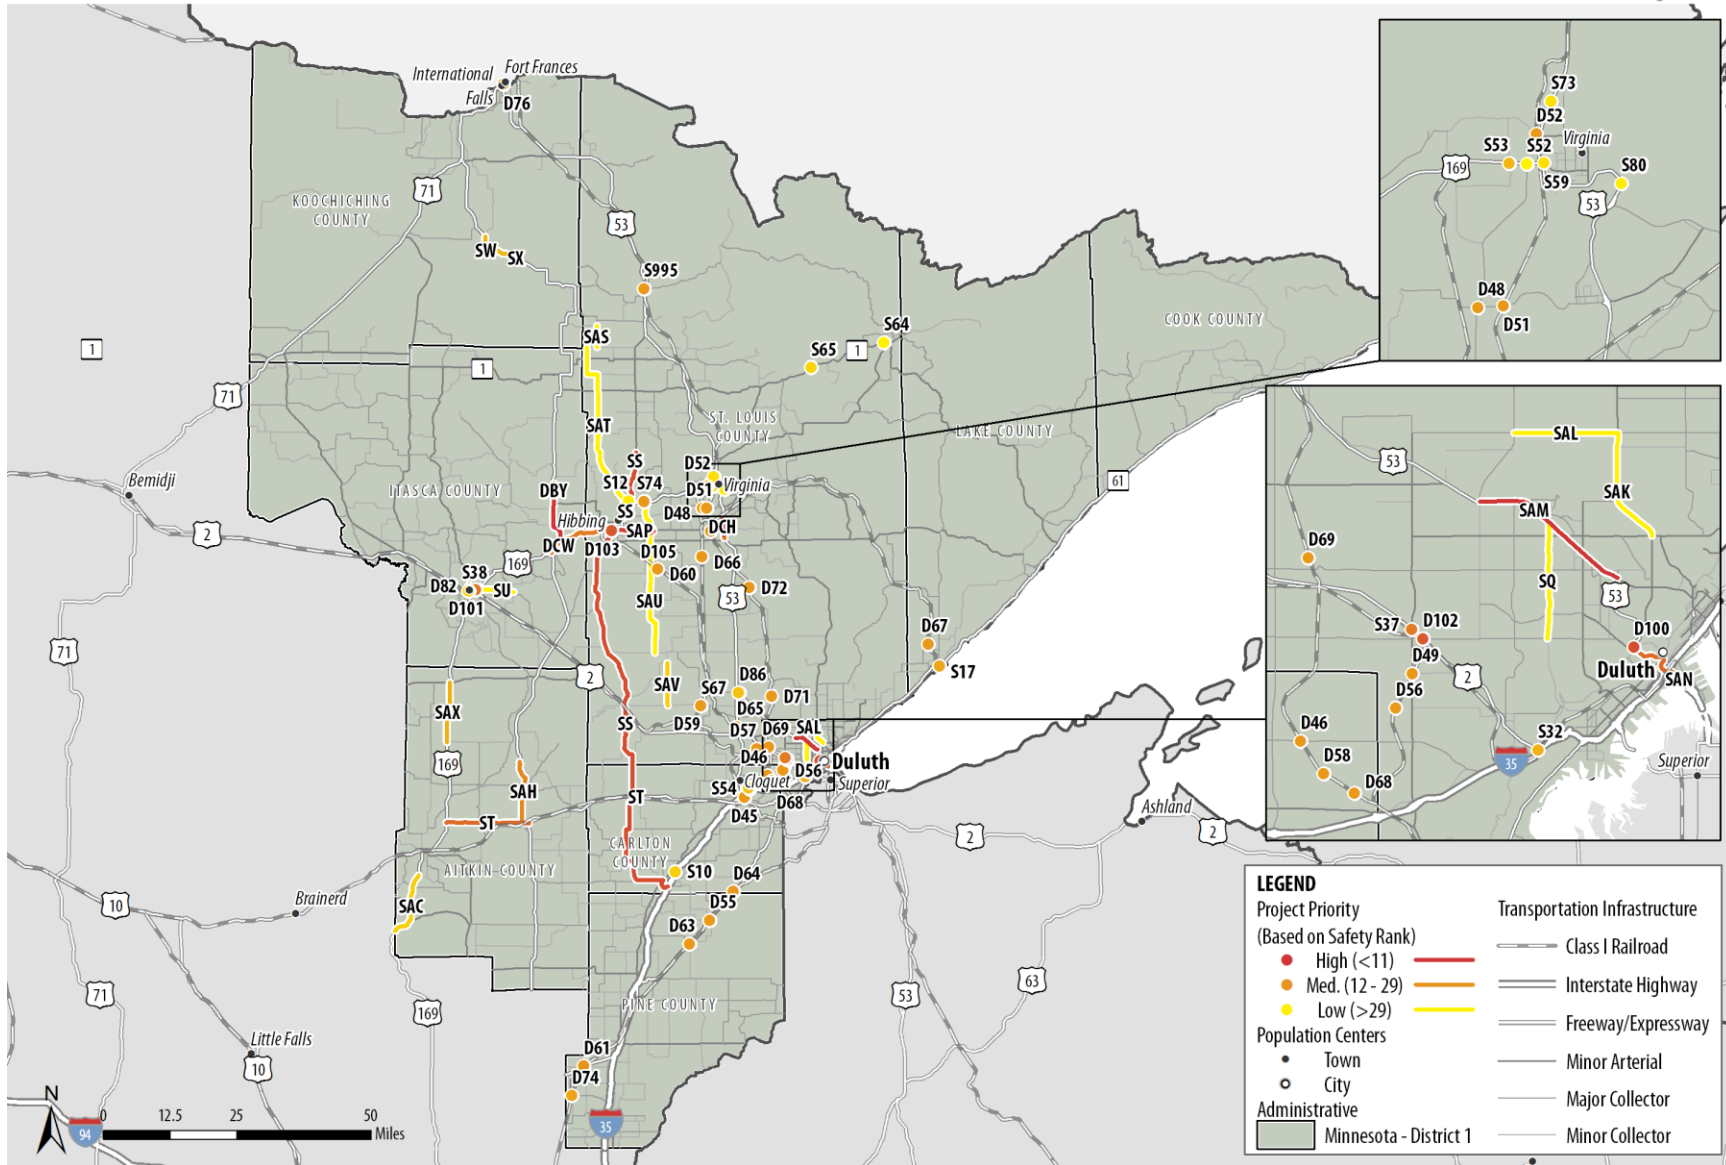 International
Falls
Fort Frances
D76
71
KOOCHICHING
COUNTY
53
SW
SX
S995
S64
S65
1
COOK COUNTY
1
1
SAS
71
SAT
ST. LOUIS
COUNTY
LAKE COUNTY
61
Bemidji
2
ITASCA COUNTY
SS
D52
S12
S74
D51
Virginia
DBY
SS
D48
Hibbing
SAP
DCH
DCW
D103
D105
169
S38
D82
SU
D101
D60
D66
D72
53
SAU
D67
S17
71
2
SAV
S67
D86
D71
D65
SAX
D59
SS
D57
D69
SAL
D46
Duluth
169
D56
Cloquet
Superior
SAH
ST
S54
D68
ST
D45
Ashland
2
2
CARLTON
COUNTY
S10
AITKIN COUNTY
D64
SAC
D55
D63
10
Brainerd
71
169
PINE COUNTY
53
63
Little Falls
10
D61
D74
35
94
N
0 12.5 25 50
Miles
S73
D52
Virginia
S53
S52
S80
169
S59
53
D48
D51
SAL
53
SAK
SAM
D69
SQ
53
S37
D102
D100
D49
Duluth
2
SAN
D56
D46
S32
D58
35
D68
Superior
LEGEND
Project Priority
(Based on Safety Rank)
High (<11)
Med. (12 - 29)
Low (>29)
Population Centers
Town
City
Administrative
Minnesota - District 1
Transportation Infrastructure
Class I Railroad
Interstate Highway
Freeway/Expressway
Minor Arterial
Major Collector
Minor Collector